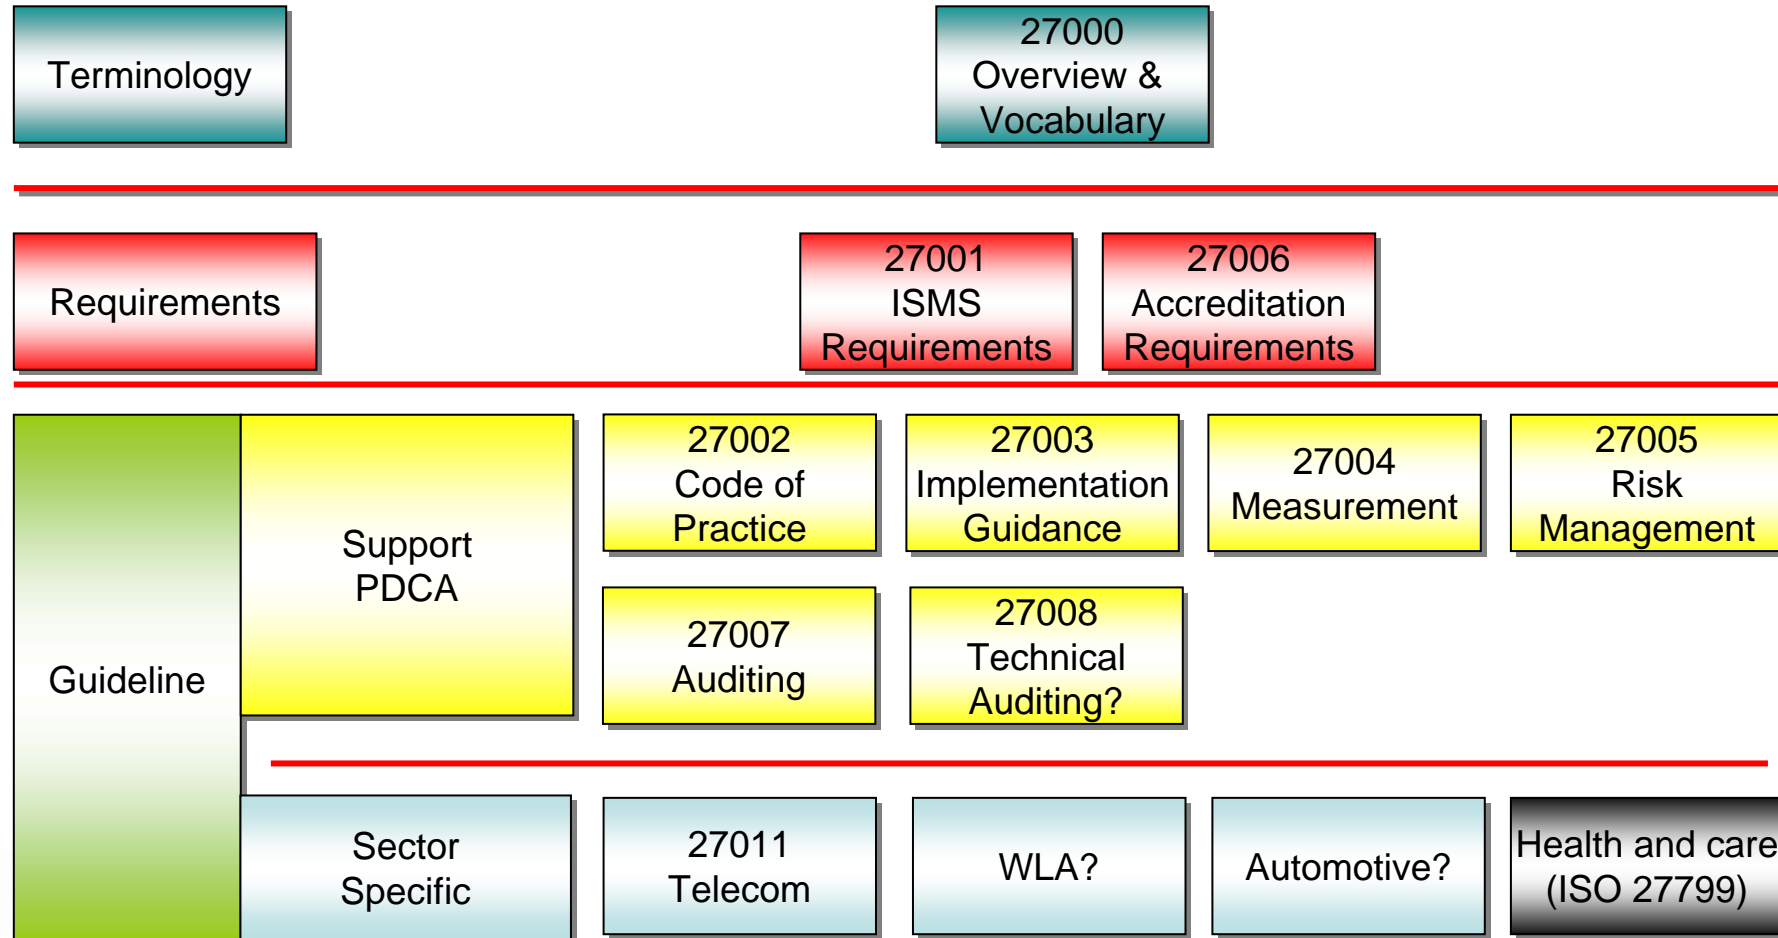 Terminology
27000
Overview &
Vocabulary
Requirements
27001
ISMS
Requirements
27006
Accreditation
Requirements
Guideline
Support
PDCA
27002
Code of
Practice
27003
Implementation
Guidance
27004
Measurement
27005
Risk
Management
27007
Auditing
27008
Technical
Auditing?
Sector
Specific
27011
Telecom
WLA?
Automotive?
Health and care
(ISO 27799)